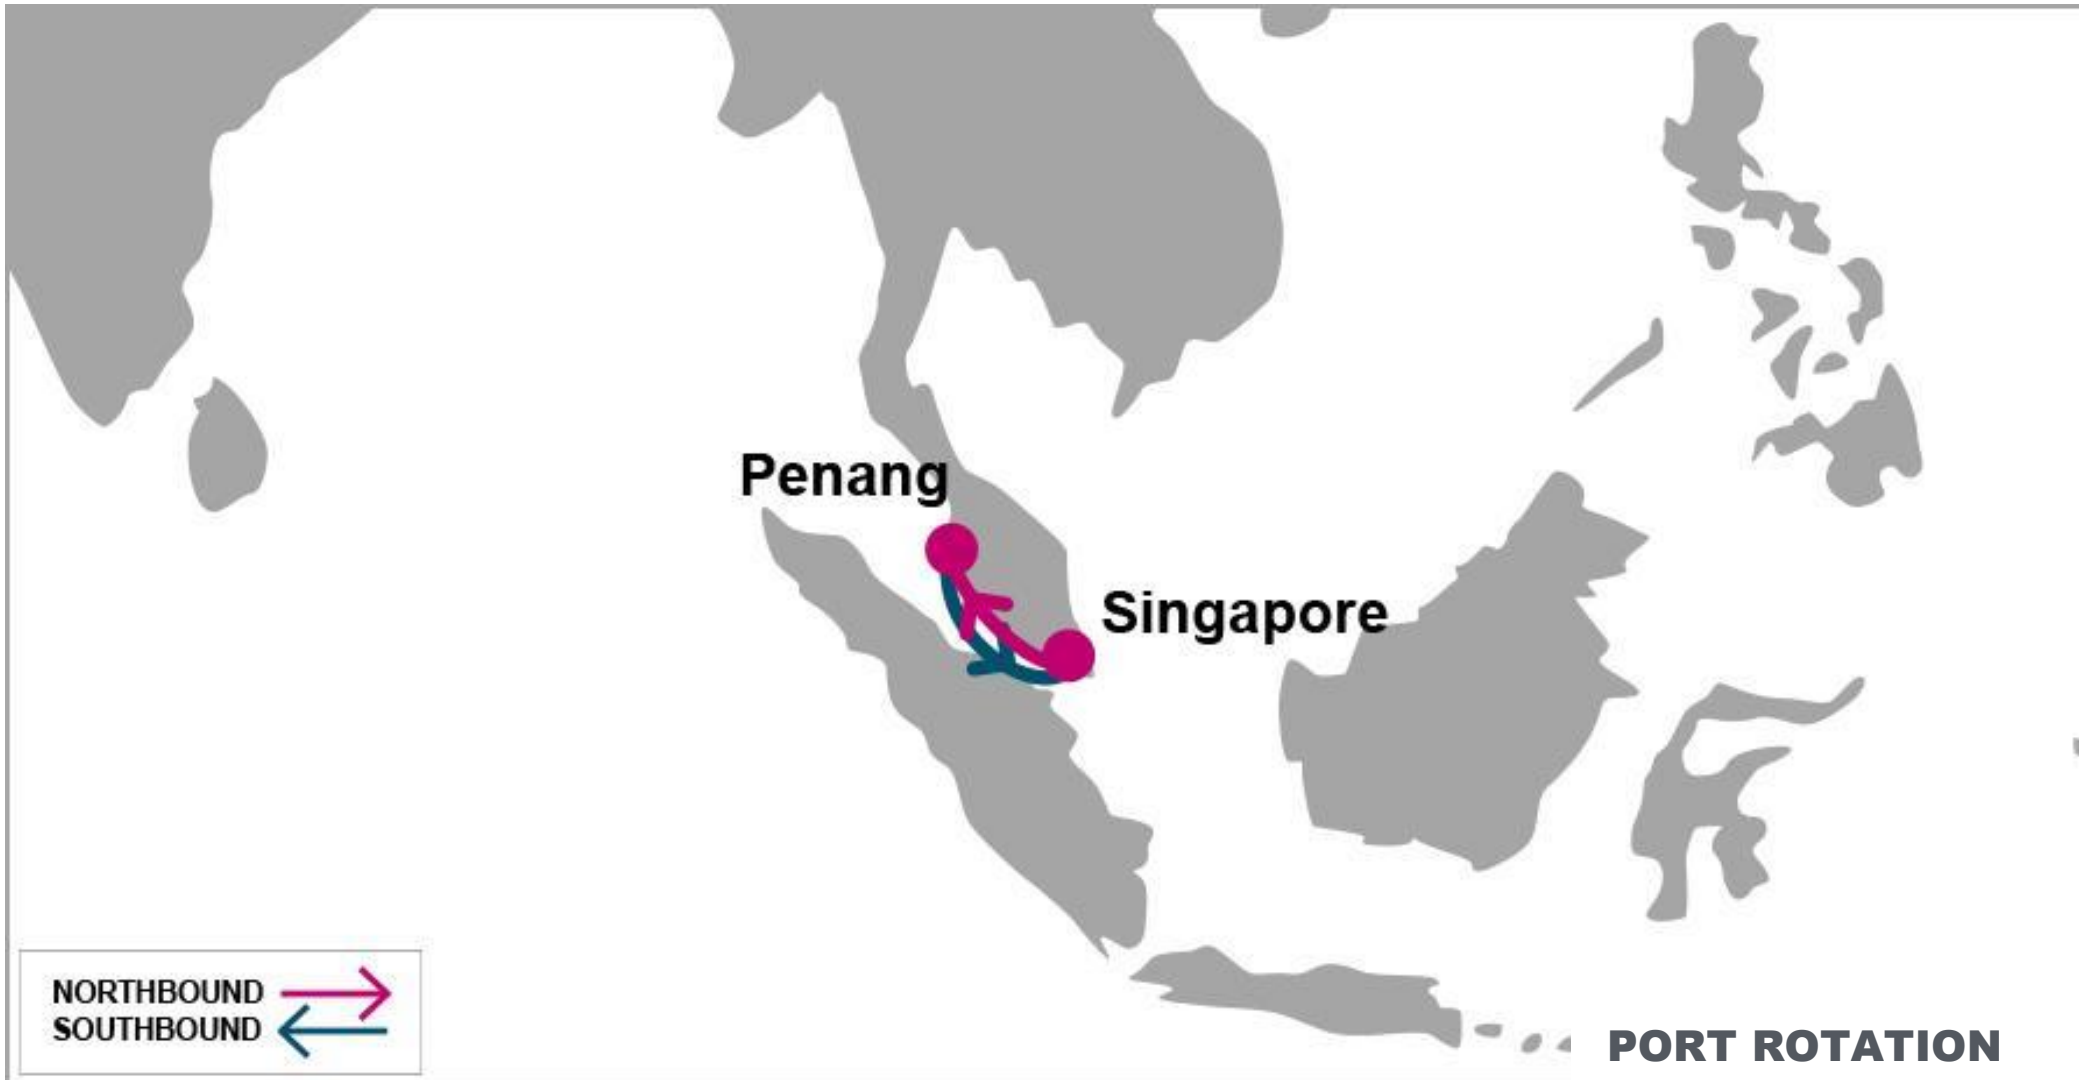 Penang
Singapore
NORTHBOUND
SOUTHBOUND
PORT ROTATION